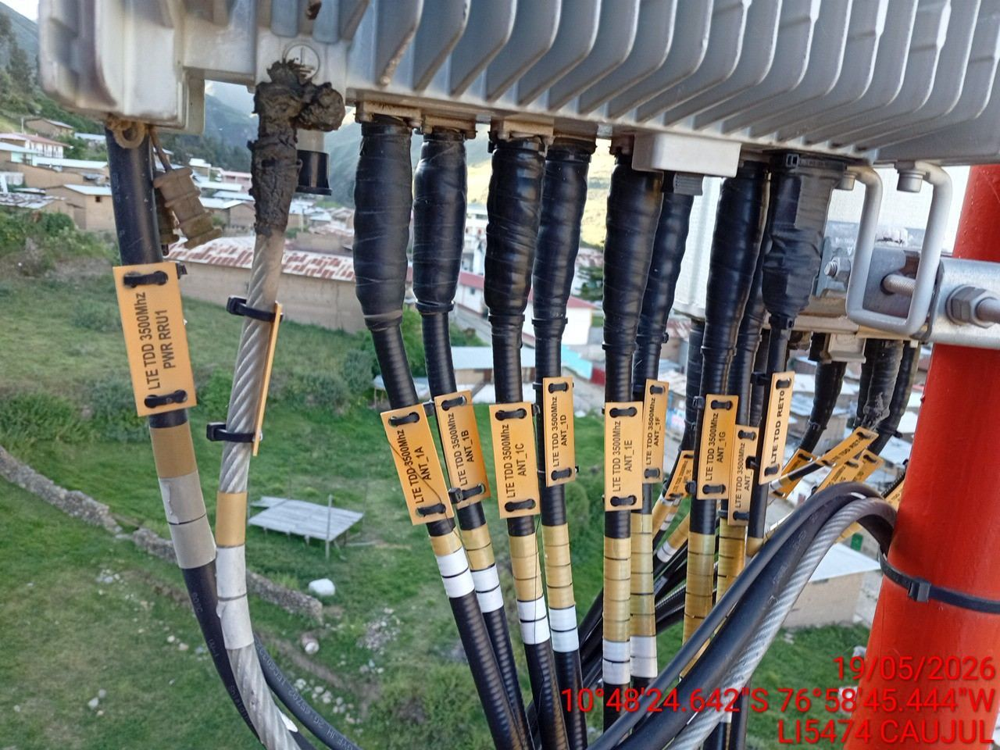 LTE TDD 3500Mhz
PWR RRU1
LTE TDD 3500Mhz
ANT_1A
LTE TDD 3500Mhz
ANT_1B
LTE TDD 3500Mhz
ANT_1C
LTE TDD 3500Mhz
ANT_1D
LTE TDD 3500Mhz
ANT_1E
LTE TDD 3500Mhz
ANT_1F
LTE TDD 3500Mhz
ANT_1G
LTE TDD 3500Mhz
LTE TDD RET0
19/05/2026
10°48'24.642"S 76°58'45.444"W
LI5474 CAUJUL